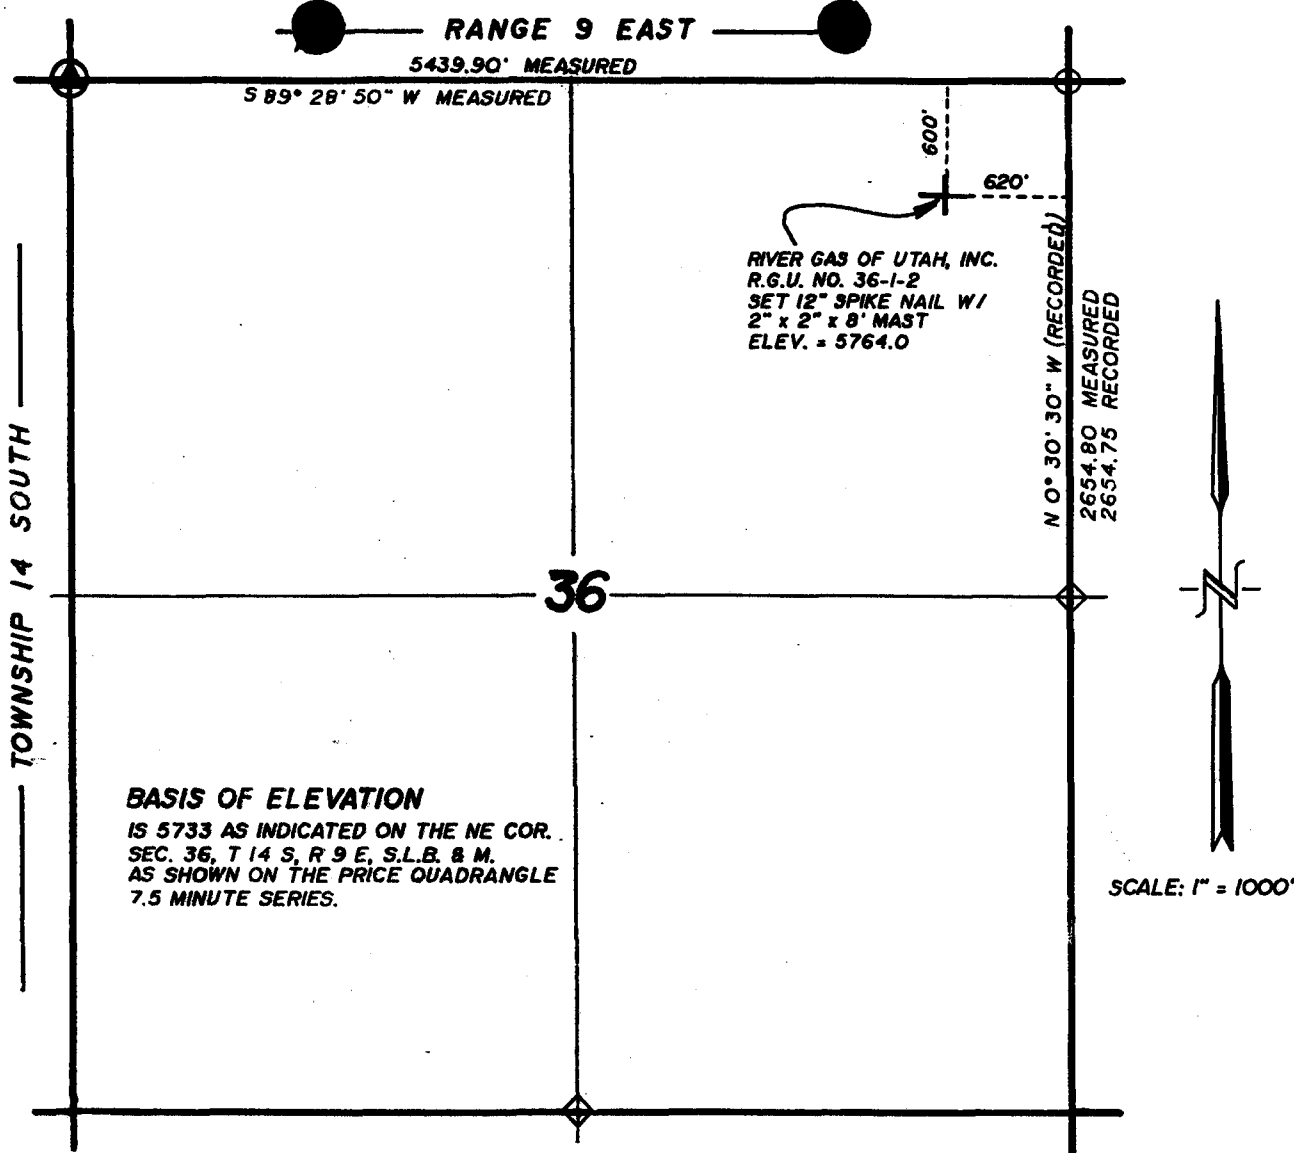 RANGE 9 EAST
5439.90' MEASURED
S 89° 28' 50" W MEASURED
600'
620'
RIVER GAS OF UTAH, INC.
R.G.U. NO. 36-1-2
SET 12" SPIKE NAIL W/
2" x 2" x 8' MAST
ELEV. = 5764.0
N 0° 30' 30" W (RECORDED)
2654.80 MEASURED
2654.75 RECORDED
TOWNSHIP 14 SOUTH
36
N
BASIS OF ELEVATION
IS 5733 AS INDICATED ON THE NE COR.
SEC. 36, T 14 S, R 9 E, S.L.B. & M.
AS SHOWN ON THE PRICE QUADRANGLE
7.5 MINUTE SERIES.
SCALE: 1" = 1000'